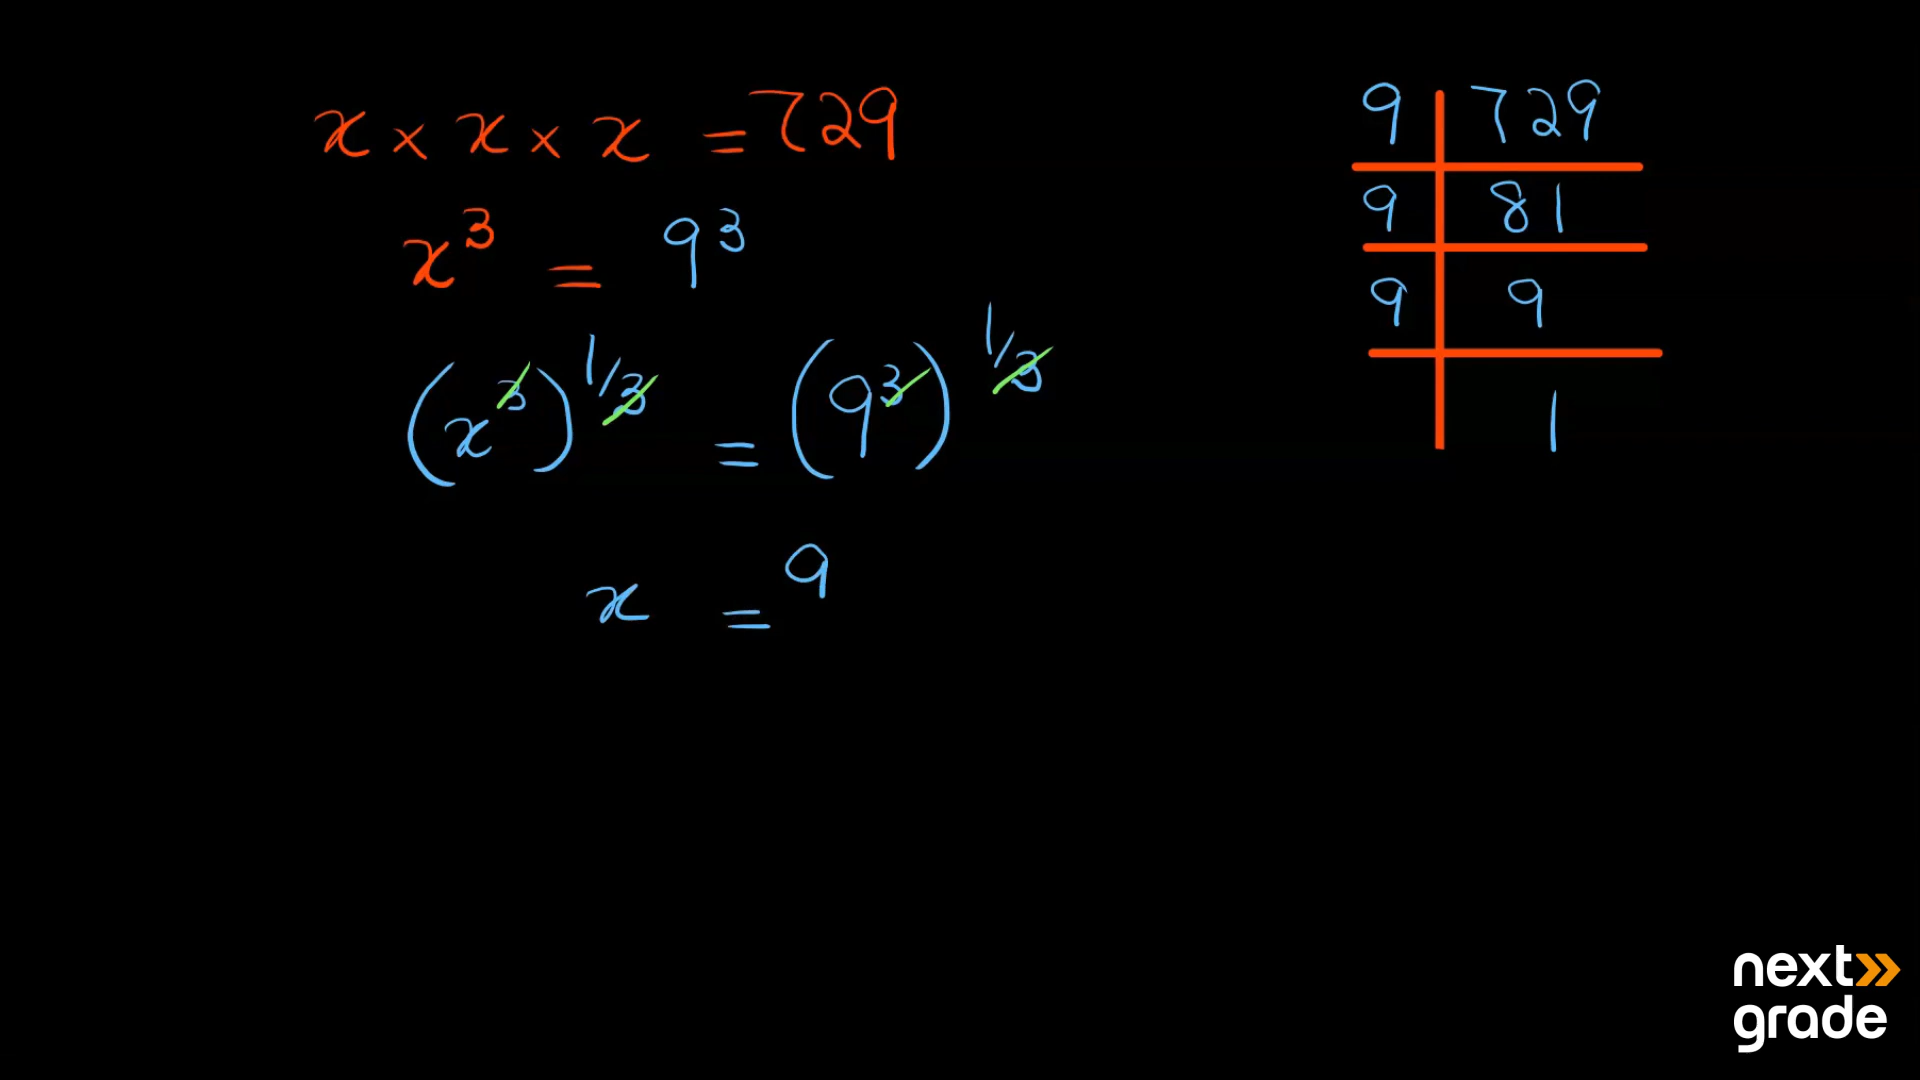 x × x × x = 729
x³ = 9³
(x³)^1/3 = (9³)^1/3
x = 9
9 | 729
9 | 81
9 | 9
| 1
next
grade